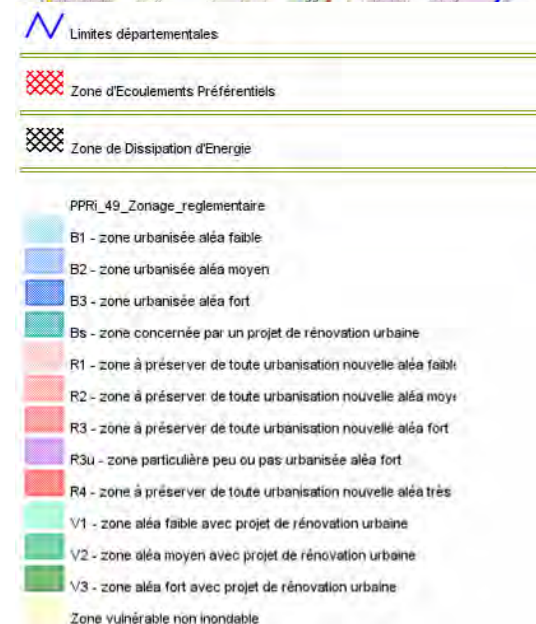 Limites départementales
Zone d'Ecoulements Préférentiels
Zone de Dissipation d'Energie
PPRi_49_Zonage_reglementaire
B1 - zone urbanisée aléa faible
B2 - zone urbanisée aléa moyen
B3 - zone urbanisée aléa fort
Bs - zone concernée par un projet de rénovation urbaine
R1 - zone à préserver de toute urbanisation nouvelle aléa faible
R2 - zone à préserver de toute urbanisation nouvelle aléa moye
R3 - zone à préserver de toute urbanisation nouvelle aléa fort
R3u - zone particulière peu ou pas urbanisée aléa fort
R4 - zone à préserver de toute urbanisation nouvelle aléa très
V1 - zone aléa faible avec projet de rénovation urbaine
V2 - zone aléa moyen avec projet de rénovation urbaine
V3 - zone aléa fort avec projet de rénovation urbaine
Zone vulnérable non inondable